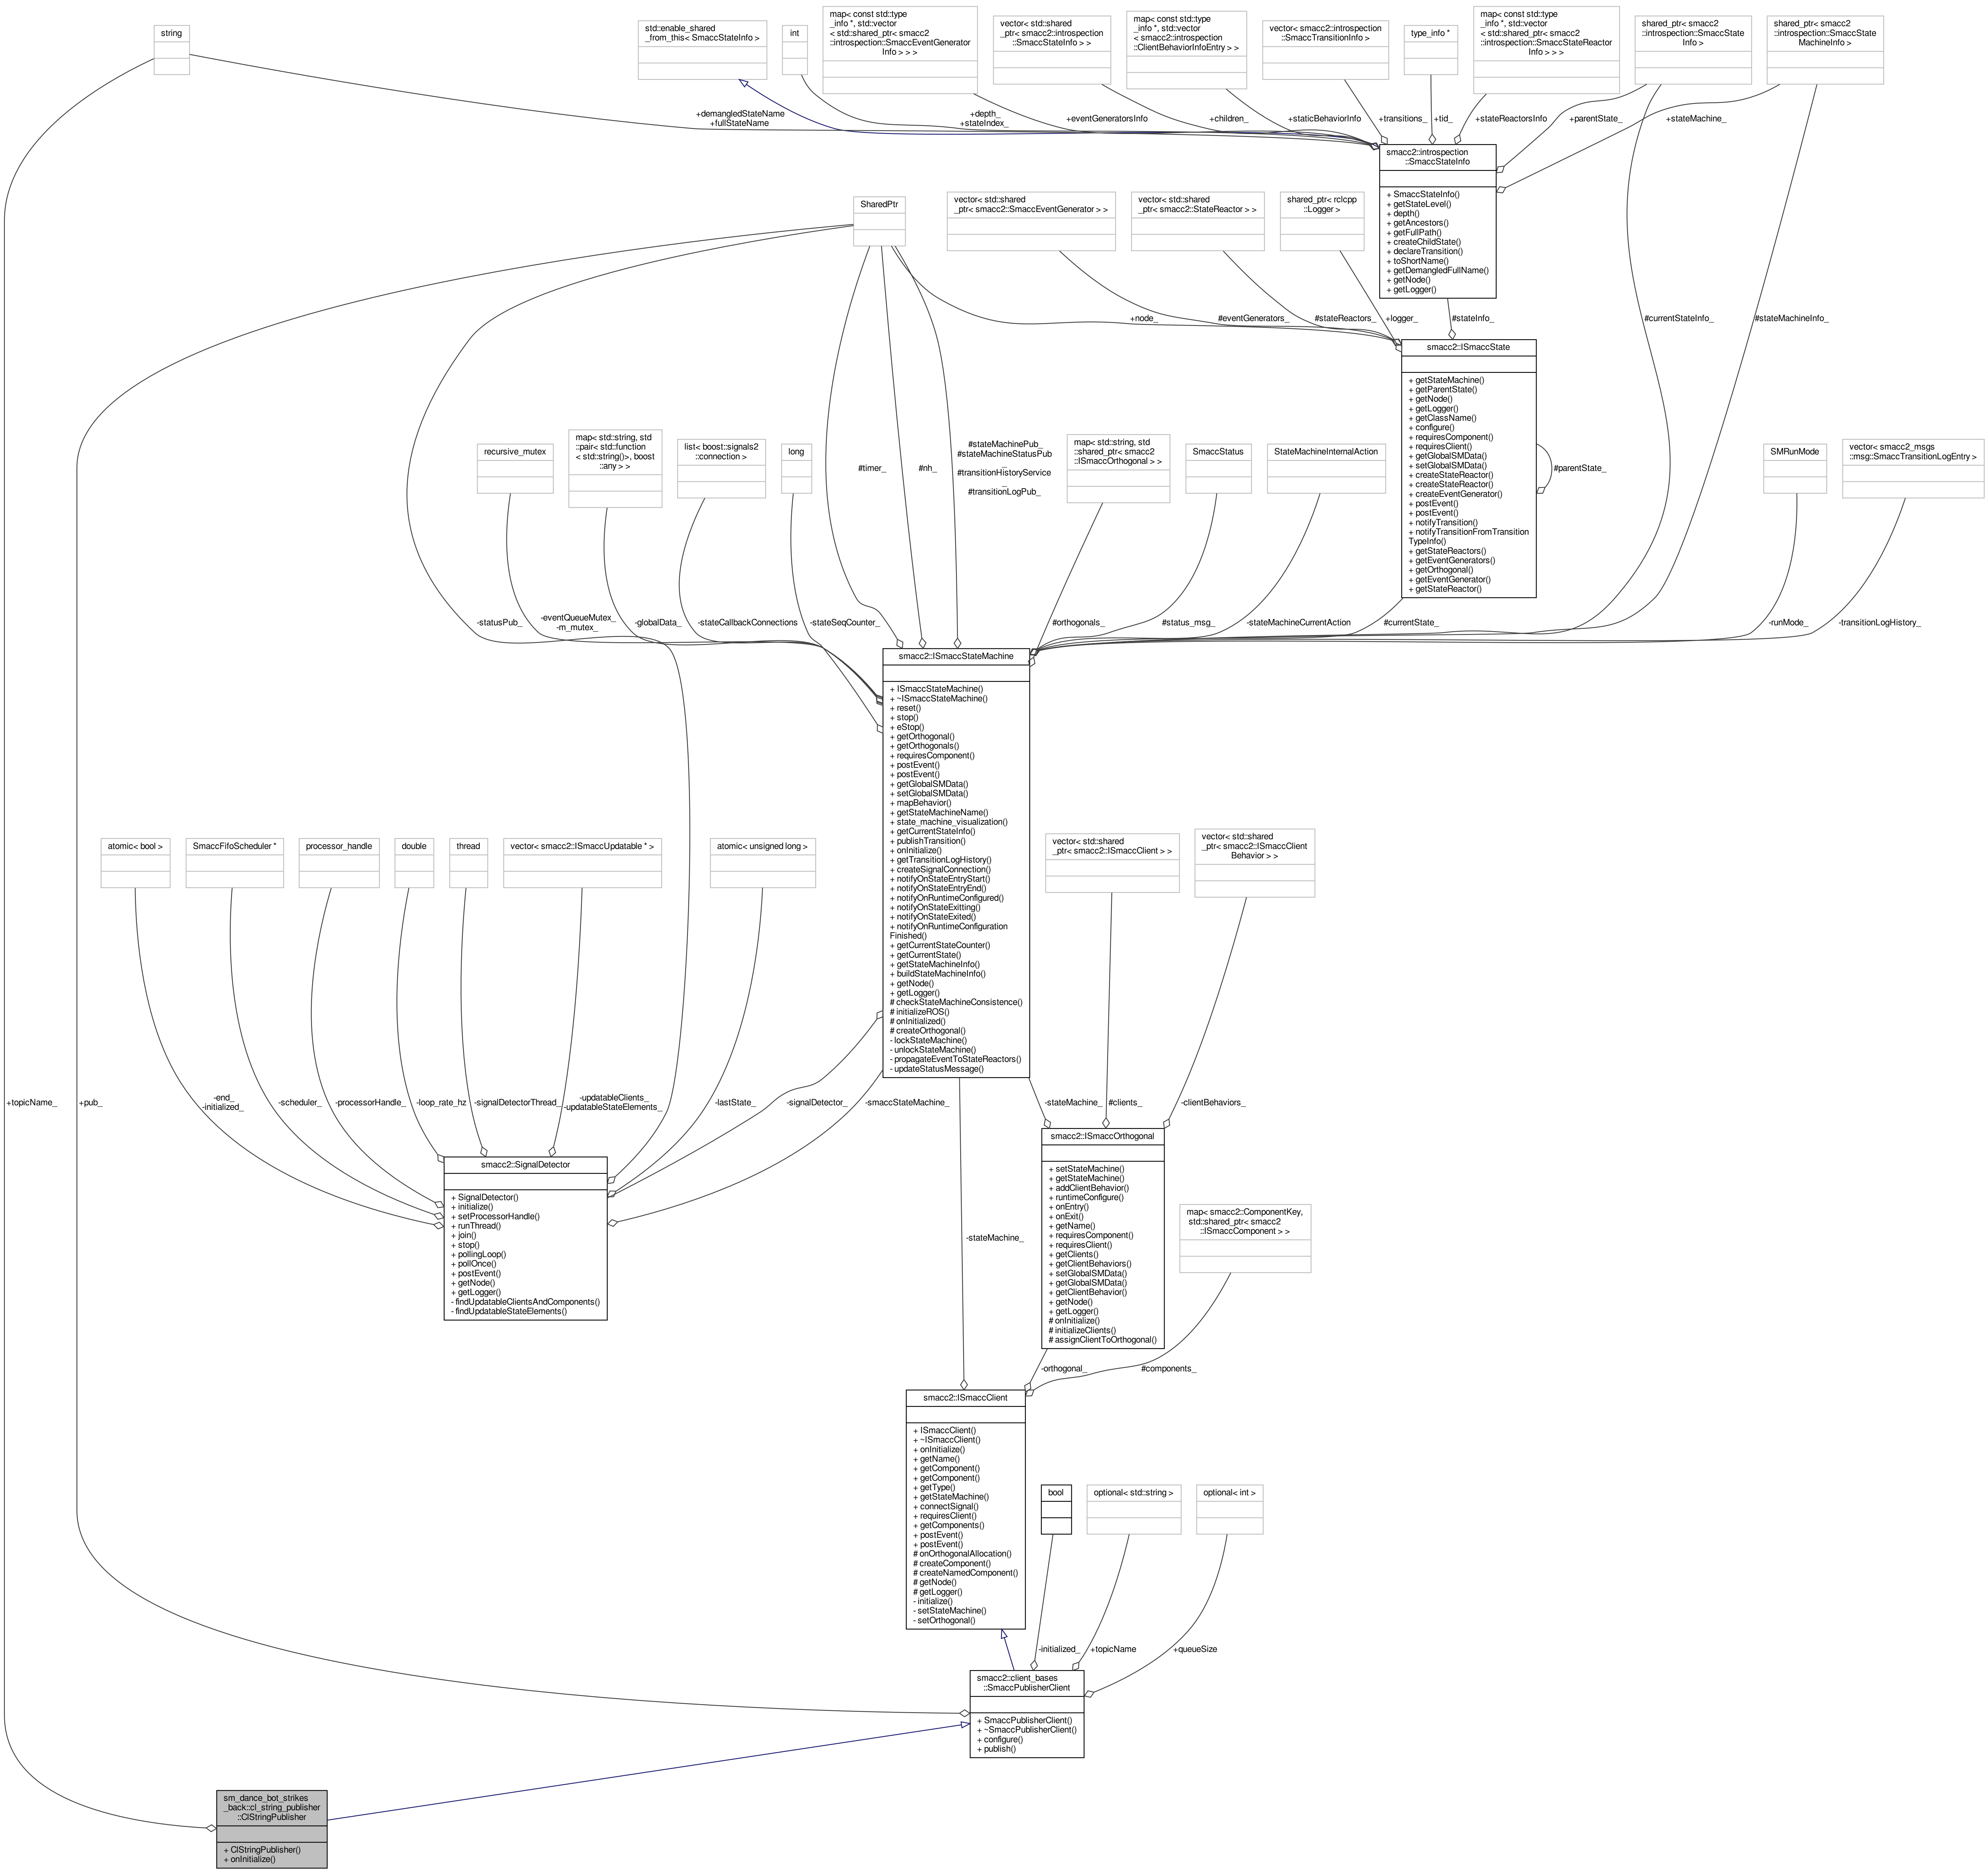 string
std::enable_shared
_from_this< SmaccStateInfo >
int
map< const std::type
_info *, std::vector
< std::shared_ptr< smacc2
::introspection::SmaccEventGenerator
Info > > >
vector< std::shared
_ptr< smacc2::introspection
::SmaccStateInfo > >
map< const std::type
_info *, std::vector
< smacc2::introspection
::ClientBehaviorInfoEntry > >
vector< smacc2::introspection
::SmaccTransitionInfo >
type_info *
map< const std::type
_info *, std::vector
< std::shared_ptr< smacc2
::introspection::SmaccStateReactor
Info > > >
shared_ptr< smacc2
::introspection::SmaccState
Info >
shared_ptr< smacc2
::introspection::SmaccState
MachineInfo >
+demangledStateName
+fullStateName
+depth_
+stateIndex_
+eventGeneratorsInfo
+children_
+staticBehaviorInfo
+transitions_
+tid_
+stateReactorsInfo
+parentState_
+stateMachine_
smacc2::introspection
::SmaccStateInfo
+ SmaccStateInfo()
+ getStateLevel()
+ depth()
+ getAncestors()
+ getFullPath()
+ createChildState()
+ declareTransition()
+ toShortName()
+ getDemangledFullName()
+ getNode()
+ getLogger()
SharedPtr
vector< std::shared
_ptr< smacc2::SmaccEventGenerator > >
vector< std::shared
_ptr< smacc2::StateReactor > >
shared_ptr< rclcpp
::Logger >
+node_
#eventGenerators_
#stateReactors_
+logger_
#stateInfo_
#currentStateInfo_
#stateMachineInfo_
smacc2::ISmaccState
+ getStateMachine()
+ getParentState()
+ getNode()
+ getLogger()
+ getClassName()
+ configure()
+ requiresComponent()
+ requiresClient()
+ getGlobalSMData()
+ setGlobalSMData()
+ createStateReactor()
+ createStateReactor()
+ createEventGenerator()
+ postEvent()
+ postEvent()
+ notifyTransition()
+ notifyTransitionFromTransition
TypeInfo()
+ getStateReactors()
+ getEventGenerators()
+ getOrthogonal()
+ getEventGenerator()
+ getStateReactor()
#parentState_
recursive_mutex
map< std::string, std
::pair< std::function
< std::string()>, boost
::any > >
list< boost::signals2
::connection >
long
#timer_
#nh_
#stateMachinePub_
#stateMachineStatusPub
_
#transitionHistoryService
_
#transitionLogPub_
map< std::string, std
::shared_ptr< smacc2
::ISmaccOrthogonal > >
SmaccStatus
StateMachineInternalAction
SMRunMode
vector< smacc2_msgs
::msg::SmaccTransitionLogEntry >
-statusPub_
-eventQueueMutex_
-m_mutex_
-globalData_
-stateCallbackConnections
-stateSeqCounter_
#orthogonals_
#status_msg_
-stateMachineCurrentAction
#currentState_
-runMode_
-transitionLogHistory_
smacc2::ISmaccStateMachine
+ ISmaccStateMachine()
+ ~ISmaccStateMachine()
+ reset()
+ stop()
+ eStop()
+ getOrthogonal()
+ getOrthogonals()
+ requiresComponent()
+ postEvent()
+ postEvent()
+ getGlobalSMData()
+ setGlobalSMData()
+ mapBehavior()
+ getStateMachineName()
+ state_machine_visualization()
+ getCurrentStateInfo()
+ publishTransition()
+ onInitialize()
+ getTransitionLogHistory()
+ createSignalConnection()
+ notifyOnStateEntryStart()
+ notifyOnStateEntryEnd()
+ notifyOnRuntimeConfigured()
+ notifyOnStateExitting()
+ notifyOnStateExited()
+ notifyOnRuntimeConfiguration
Finished()
+ getCurrentStateCounter()
+ getCurrentState()
+ getStateMachineInfo()
+ buildStateMachineInfo()
+ getNode()
+ getLogger()
# checkStateMachineConsistence()
# initializeROS()
# onInitialized()
# createOrthogonal()
- lockStateMachine()
- unlockStateMachine()
- propagateEventToStateReactors()
- updateStatusMessage()
atomic< bool >
SmaccFifoScheduler *
processor_handle
double
thread
vector< smacc2::ISmaccUpdatable * >
atomic< unsigned long >
vector< std::shared
_ptr< smacc2::ISmaccClient > >
vector< std::shared
_ptr< smacc2::ISmaccClient
Behavior > >
+topicName_
+pub_
-end_
-initialized_
-scheduler_
-processorHandle_
-loop_rate_hz
-signalDetectorThread_
-updatableClients_
-updatableStateElements_
-lastState_
-signalDetector_
-smaccStateMachine_
-stateMachine_
#clients_
-clientBehaviors_
smacc2::SignalDetector
+ SignalDetector()
+ initialize()
+ setProcessorHandle()
+ runThread()
+ join()
+ stop()
+ pollingLoop()
+ pollOnce()
+ postEvent()
+ getNode()
+ getLogger()
- findUpdatableClientsAndComponents()
- findUpdatableStateElements()
smacc2::ISmaccOrthogonal
+ setStateMachine()
+ getStateMachine()
+ addClientBehavior()
+ runtimeConfigure()
+ onEntry()
+ onExit()
+ getName()
+ requiresComponent()
+ requiresClient()
+ getClients()
+ getClientBehaviors()
+ setGlobalSMData()
+ getGlobalSMData()
+ getClientBehavior()
+ getNode()
+ getLogger()
# onInitialize()
# initializeClients()
# assignClientToOrthogonal()
map< smacc2::ComponentKey,
std::shared_ptr< smacc2
::ISmaccComponent > >
-stateMachine_
-orthogonal_
#components_
smacc2::ISmaccClient
+ ISmaccClient()
+ ~ISmaccClient()
+ onInitialize()
+ getName()
+ getComponent()
+ getComponent()
+ getType()
+ getStateMachine()
+ connectSignal()
+ requiresClient()
+ getComponents()
+ postEvent()
+ postEvent()
# onOrthogonalAllocation()
# createComponent()
# createNamedComponent()
# getNode()
# getLogger()
- initialize()
- setStateMachine()
- setOrthogonal()
bool
optional< std::string >
optional< int >
-initialized_
+topicName
+queueSize
smacc2::client_bases
::SmaccPublisherClient
+ SmaccPublisherClient()
+ ~SmaccPublisherClient()
+ configure()
+ publish()
sm_dance_bot_strikes
_back::cl_string_publisher
::ClStringPublisher
+ ClStringPublisher()
+ onInitialize()